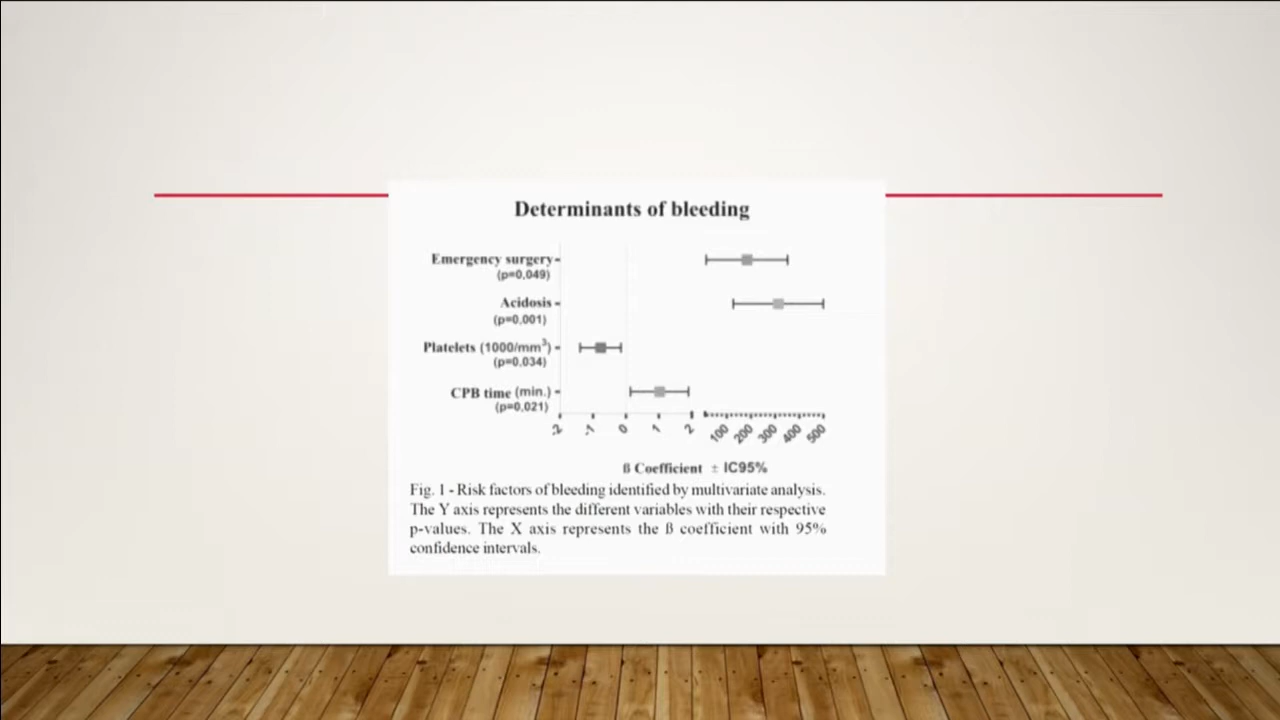 Determinants of bleeding
Emergency surgery
(p=0,049)
Acidosis
(p=0,001)
Platelets (1000/mm³)
(p=0,034)
CPB time (min.)
(p=0,021)
-2 -1 0 1 2 100 200 300 400 500
ß Coefficient ± IC95%
Fig. 1 - Risk factors of bleeding identified by multivariate analysis.
The Y axis represents the different variables with their respective
p-values. The X axis represents the ß coefficient with 95%
confidence intervals.